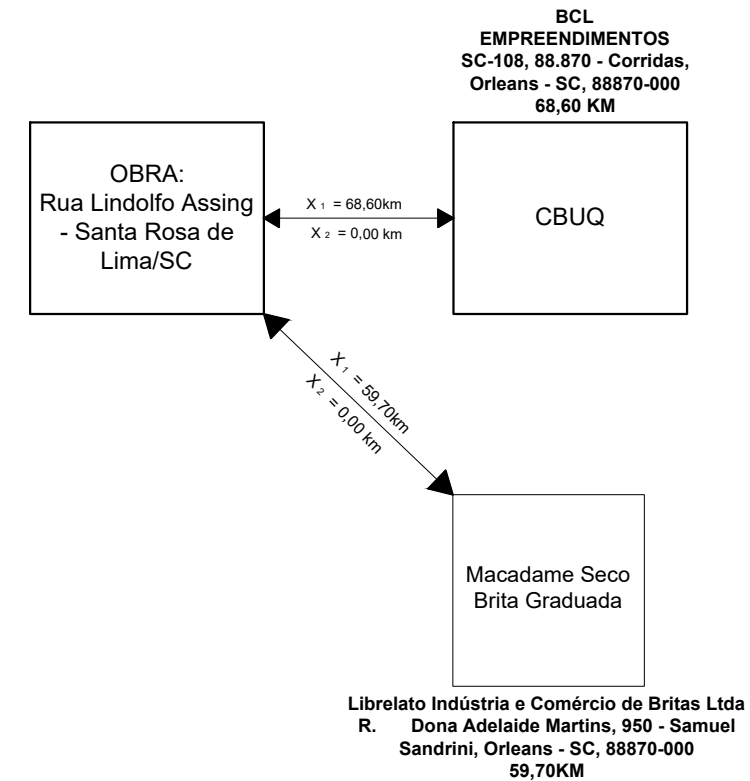 BCL
EMPREENDIMENTOS
SC-108, 88.870 - Corridas,
Orleans - SC, 88870-000
68,60 KM
OBRA:
Rua Lindolfo Assing
- Santa Rosa de
Lima/SC
X 1 = 68,60km
X 2 = 0,00 km
CBUQ
X 1 = 59,70km
X 2 = 0,00 km
Macadame Seco
Brita Graduada
Librelato Indústria e Comércio de Britas Ltda
R. Dona Adelaide Martins, 950 - Samuel
Sandrini, Orleans - SC, 88870-000
59,70KM